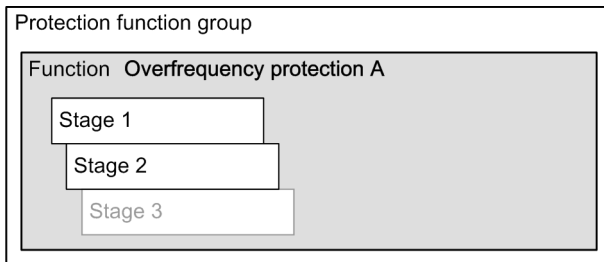 Protection function group
Function Overfrequency protection A
Stage 1
Stage 2
Stage 3